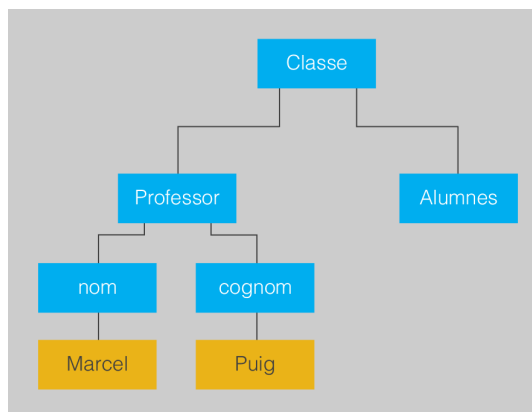 Classe
Professor
Alumnes
nom
cognom
Marcel
Puig